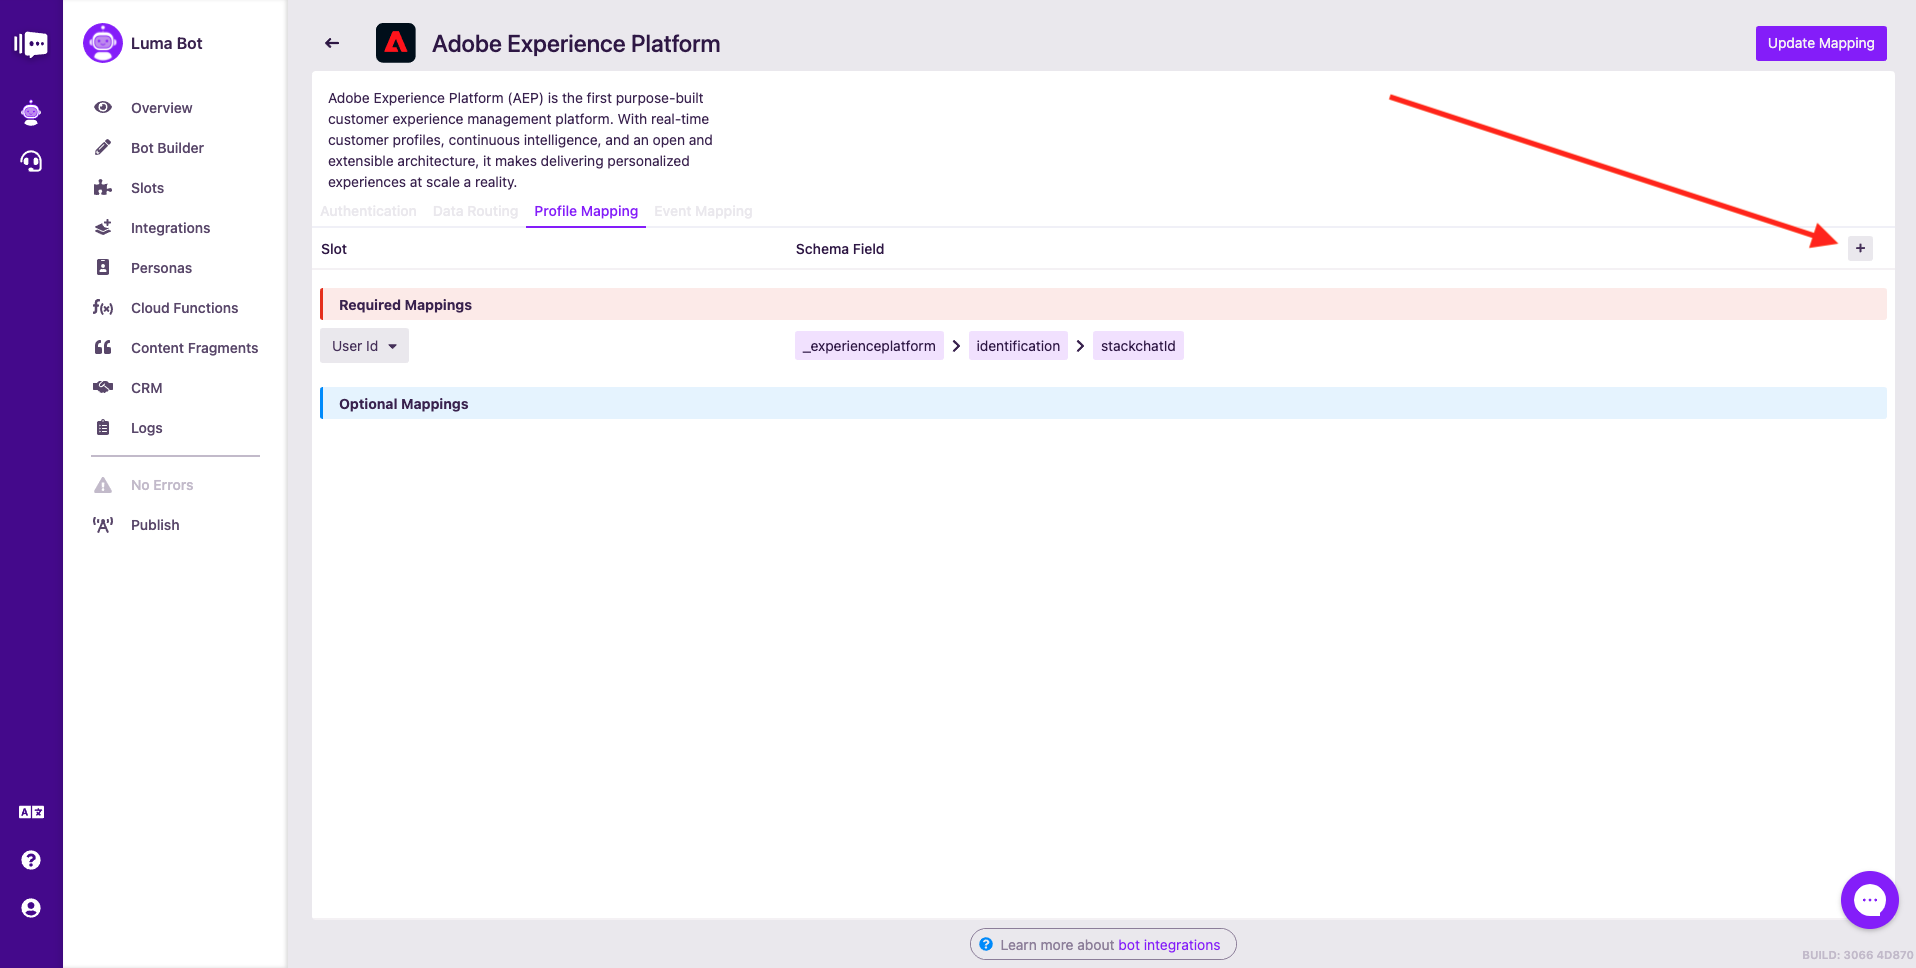 Luma Bot
Overview
Bot Builder
Slots
Integrations
Personas
f(x) Cloud Functions
Content Fragments
CRM
Logs
No Errors
Publish
Adobe Experience Platform
Update Mapping
Adobe Experience Platform (AEP) is the first purpose-built
customer experience management platform. With real-time
customer profiles, continuous intelligence, and an open and
extensible architecture, it makes delivering personalized
experiences at scale a reality.
Authentication Data Routing Profile Mapping Event Mapping
Slot Schema Field +
Required Mappings
User Id _experienceplatform > identification > stackchatId
Optional Mappings
? Learn more about bot integrations
BUILD: 3066 4D870